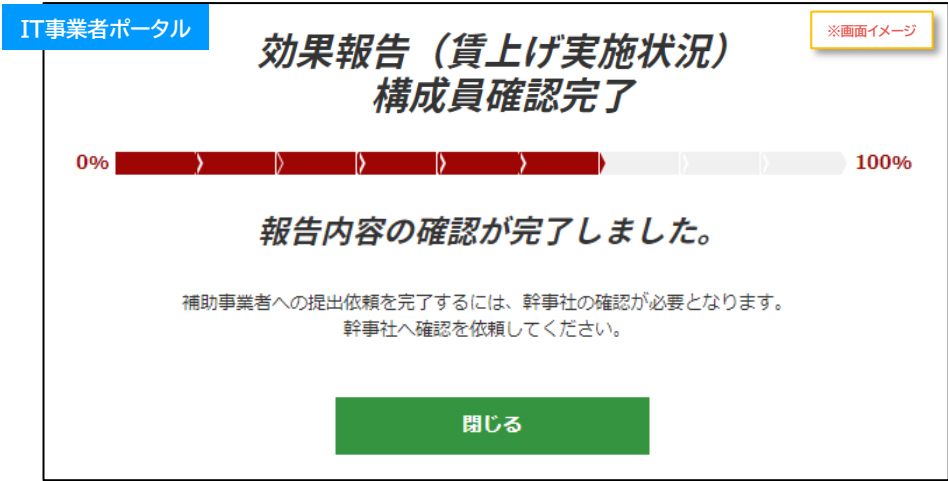 IT事業者ポータル
※画面イメージ
効果報告（賃上げ実施状況）
構成員確認完了
0%
100%
報告内容の確認が完了しました。
補助事業者への提出依頼を完了するには、幹事社の確認が必要となります。
幹事社へ確認を依頼してください。
閉じる